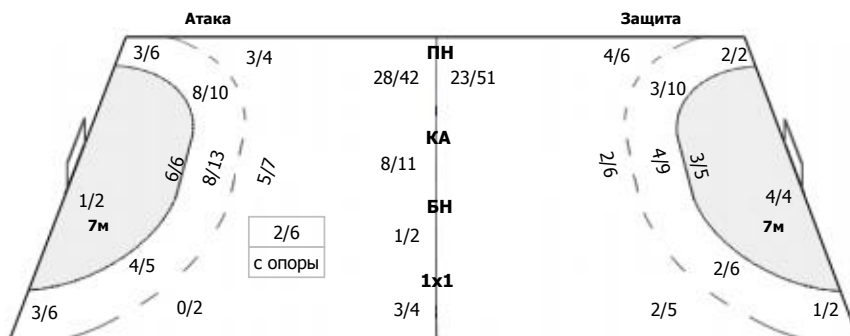 Атака Защита
3/6 3/4 ПН 4/6 2/2
28/42 23/51
8/10 3/10
КА
6/6 8/13 5/7 8/11 2/6 4/9 3/5
1/2 4/4
7м 7м
БН
2/6 1/2
с опоры
4/5 2/6
1х1
3/6 0/2 3/4 2/5 1/2